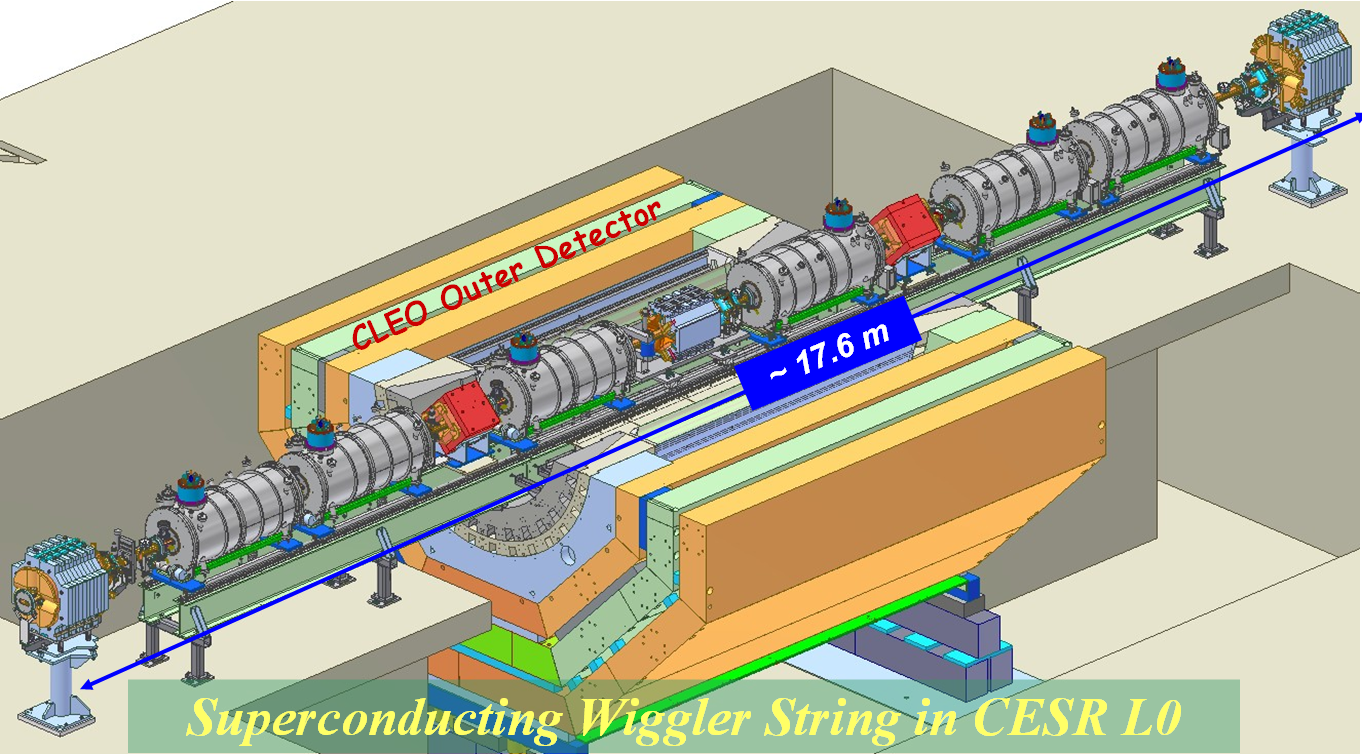 CLEO Outer Detector
~ 17.6 m
Superconducting Wiggler String in CESR L0